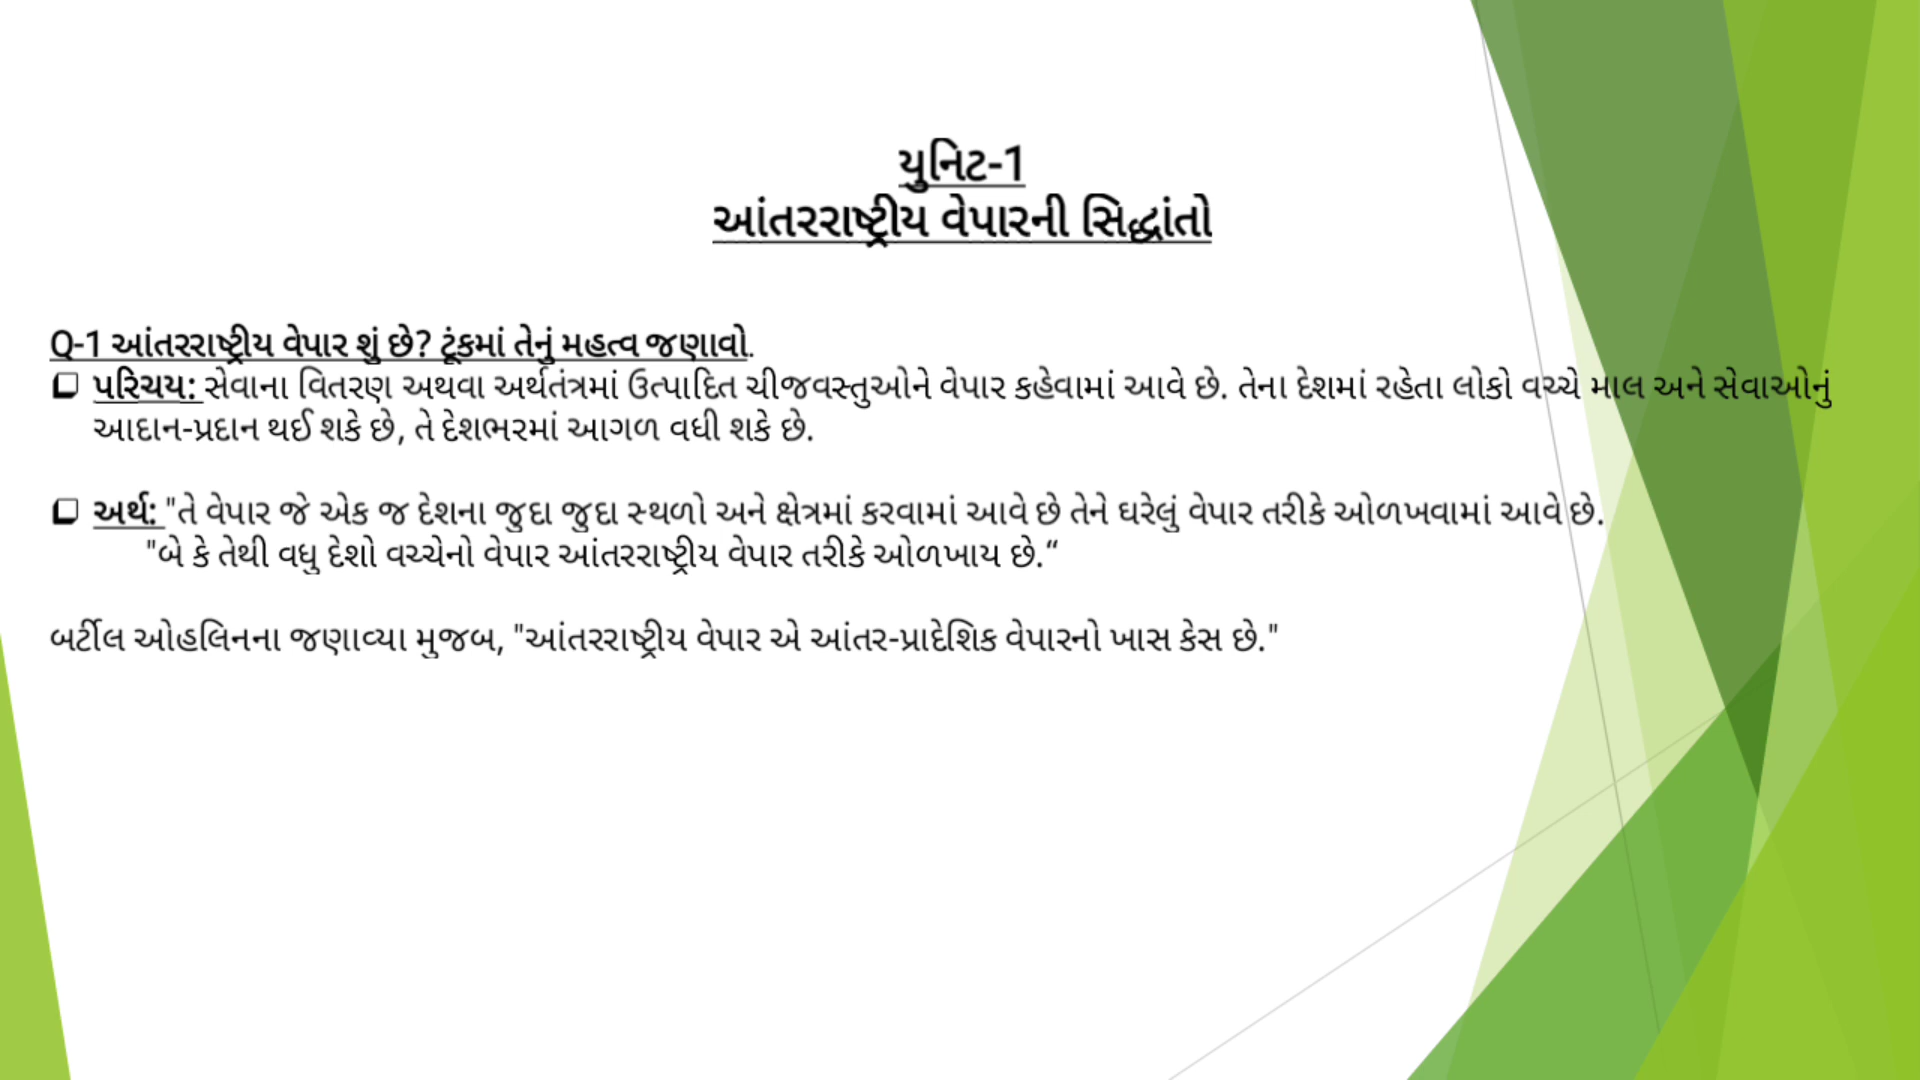 યુનિટ-1
આંતરરાષ્ટ્રીય વેપારની સિદ્ધાંતો
Q-1 આંતરરાષ્ટ્રીય વેપાર શું છે? ટૂંકમાં તેનું મહત્વ જણાવો.
❑ પરિચય: સેવાના વિતરણ અથવા અર્થતંત્રમાં ઉત્પાદિત ચીજવસ્તુઓને વેપાર કહેવામાં આવે છે. તેના દેશમાં રહેતા લોકો વચ્ચે માલ અને સેવાઓનું
આદાન-પ્રદાન થઈ શકે છે, તે દેશભરમાં આગળ વધી શકે છે.
❑ અર્થ: "તે વેપાર જે એક જ દેશના જુદા જુદા સ્થળો અને ક્ષેત્રમાં કરવામાં આવે છે તેને ઘરેલું વેપાર તરીકે ઓળખવામાં આવે છે.
"બે કે તેથી વધુ દેશો વચ્ચેનો વેપાર આંતરરાષ્ટ્રીય વેપાર તરીકે ઓળખાય છે.“
બર્ટીલ ઓહલિનના જણાવ્યા મુજબ, "આંતરરાષ્ટ્રીય વેપાર એ આંતર-પ્રાદેશિક વેપારનો ખાસ કેસ છે."